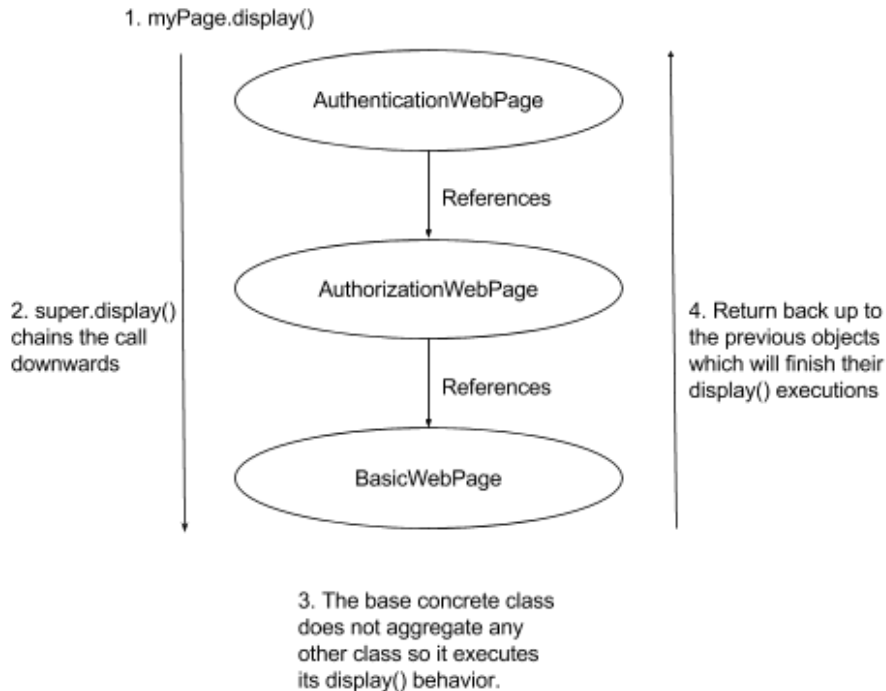 1. myPage.display()
AuthenticationWebPage
References
AuthorizationWebPage
2. super.display()
chains the call
downwards
4. Return back up to
the previous objects
which will finish their
display() executions
References
BasicWebPage
3. The base concrete class
does not aggregate any
other class so it executes
its display() behavior.